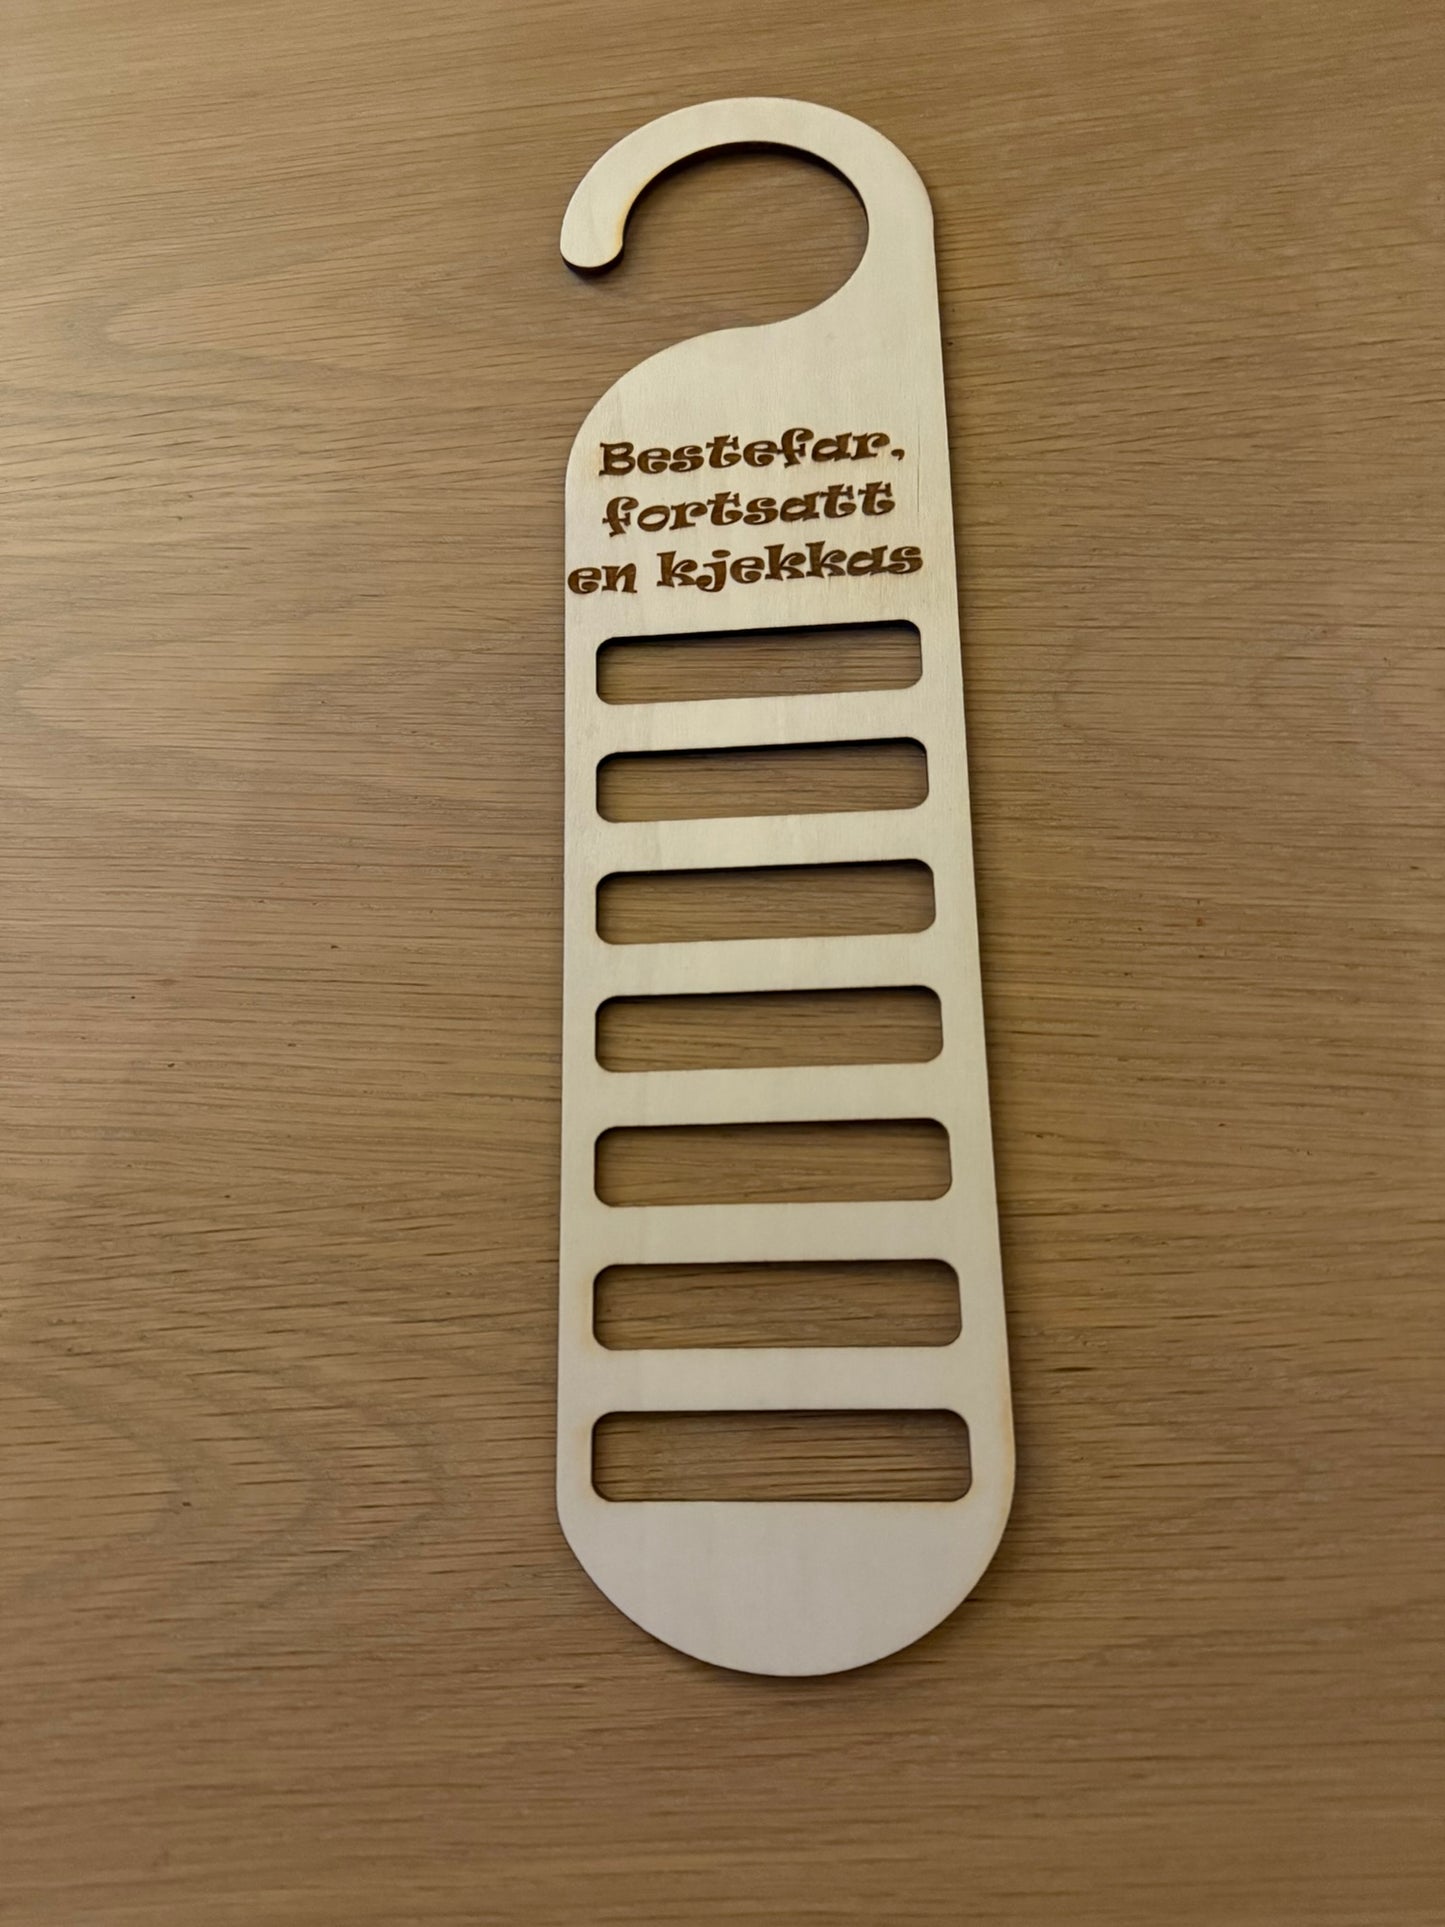 Bestefar,
fortsatt
en kjekkas